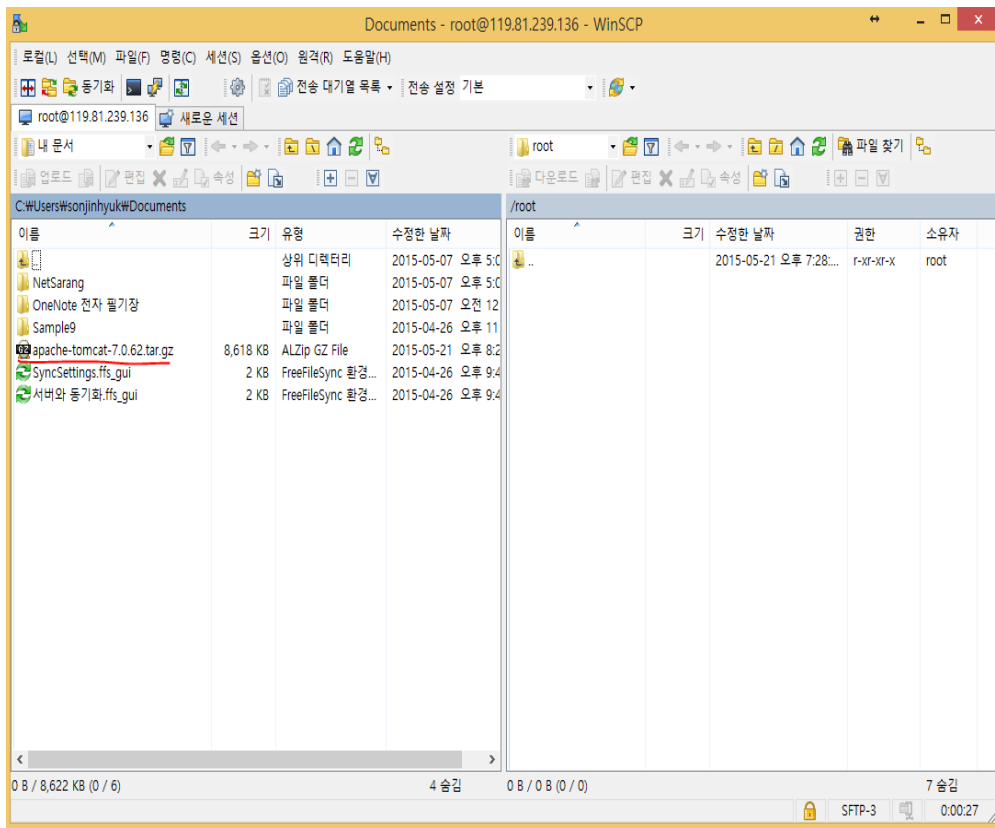 Documents - root@119.81.239.136 - WinSCP
로컬(L) 선택(M) 파일(F) 명령(C) 세션(S) 옵션(O) 원격(R) 도움말(H)
동기화 전송 대기열 목록 전송 설정 기본
root@119.81.239.136 새로운 세션
내 문서 root 파일 찾기
업로드 편집 속성 다운로드 편집 속성
C:₩Users₩sonjinhyuk₩Documents /root
이름 크기 유형 수정한 날짜 이름 크기 수정한 날짜 권한 소유자
.. 상위 디렉터리 2015-05-07 오후 5:0 .. 2015-05-21 오후 7:28:... r-xr-xr-x root
NetSarang 파일 폴더 2015-05-07 오후 5:0
OneNote 전자 필기장 파일 폴더 2015-05-07 오전 12
Sample9 파일 폴더 2015-04-26 오후 11
apache-tomcat-7.0.62.tar.gz 8,618 KB ALZip GZ File 2015-05-21 오후 8:2
SyncSettings.ffs_gui 2 KB FreeFileSync 환경... 2015-04-26 오후 9:4
서버와 동기화.ffs_gui 2 KB FreeFileSync 환경... 2015-04-26 오후 9:4
0 B / 8,622 KB (0 / 6) 4 숨김 0 B / 0 B (0 / 0) 7 숨김
SFTP-3 0:00:27